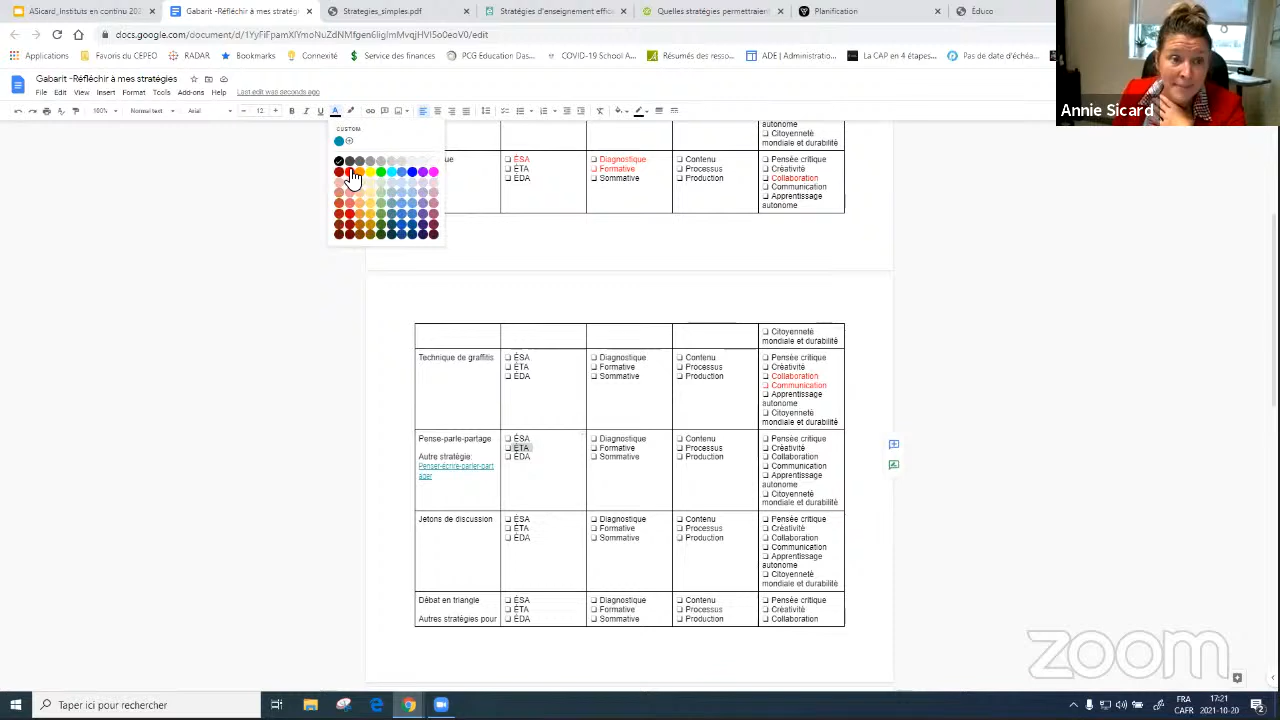 ASicard_Instituts en continu 202
Gabarit -Réfléchir à mes stratégi
Strategies_simples.pdf
Stratégies d'enseignement effic
Quelles stratégies permettraient
Planification
Éduco
docs.google.com/document/d/
/edit
Applications
Favoris du CEPEO
RADAR
Bookmarks
Connexité
Service des finances
PCG Education Das...
COVID-19 School A...
Résumés des resso...
ADE | Administratio...
La CAP en 4 étapes...
Pas de date d'échéa...
Gabarit -Réfléchir à mes stratégies
File Edit View Insert Format Tools Add-ons Help Last edit was seconds ago
100% Normal text Arial 12
CUSTOM
Annie Sicard
autonome
Citoyenneté
mondiale et durabilité
que
ÉSA
ÉTA
ÉDA
Diagnostique
Formative
Sommative
Contenu
Processus
Production
Pensée critique
Créativité
Collaboration
Communication
Apprentissage
autonome
Citoyenneté
mondiale et durabilité
Technique de graffitis
ÉSA
ÉTA
ÉDA
Diagnostique
Formative
Sommative
Contenu
Processus
Production
Pensée critique
Créativité
Collaboration
Communication
Apprentissage
autonome
Citoyenneté
mondiale et durabilité
Pense-parle-partage
Autre stratégie:
Penser-écrire-parler-part
ager
ÉSA
ÉTA
ÉDA
Diagnostique
Formative
Sommative
Contenu
Processus
Production
Pensée critique
Créativité
Collaboration
Communication
Apprentissage
autonome
Citoyenneté
mondiale et durabilité
Jetons de discussion
ÉSA
ÉTA
ÉDA
Diagnostique
Formative
Sommative
Contenu
Processus
Production
Pensée critique
Créativité
Collaboration
Communication
Apprentissage
autonome
Citoyenneté
mondiale et durabilité
Débat en triangle
Autres stratégies pour
ÉSA
ÉTA
ÉDA
Diagnostique
Formative
Sommative
Contenu
Processus
Production
Pensée critique
Créativité
Collaboration
zoom
Taper ici pour rechercher
FRA
CAFR
17:21
2021-10-20